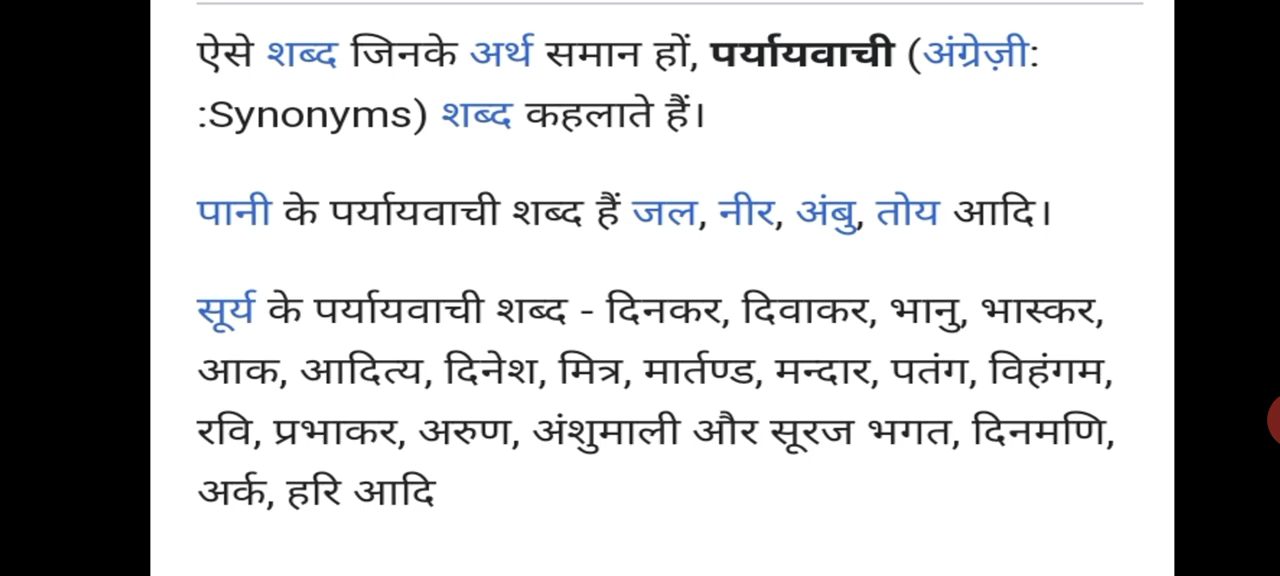 ऐसे शब्द जिनके अर्थ समान हों, पर्यायवाची (अंग्रेज़ी:
:Synonyms) शब्द कहलाते हैं।
पानी के पर्यायवाची शब्द हैं जल, नीर, अंबु, तोय आदि।
सूर्य के पर्यायवाची शब्द - दिनकर, दिवाकर, भानु, भास्कर,
आक, आदित्य, दिनेश, मित्र, मार्तण्ड, मन्दार, पतंग, विहंगम,
रवि, प्रभाकर, अरुण, अंशुमाली और सूरज भगत, दिनमणि,
अर्क, हरि आदि